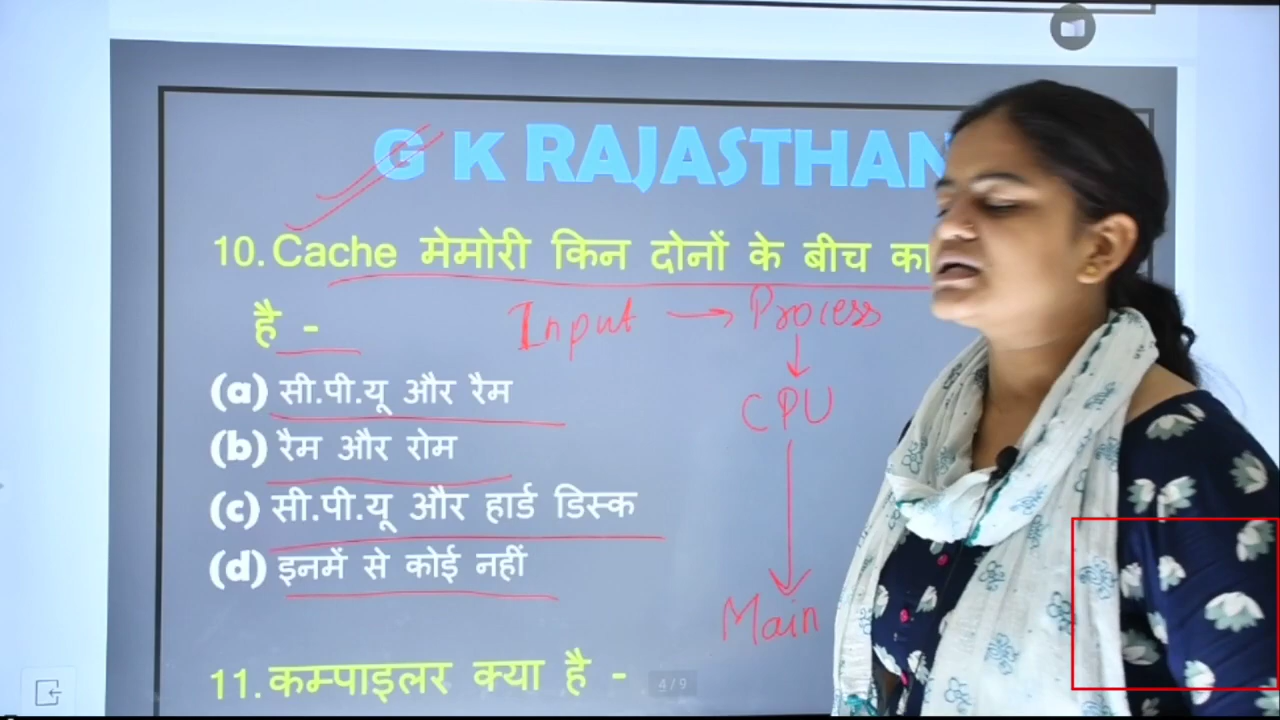 G K RAJASTHAN
10. Cache मेमोरी किन दोनों के बीच का
है -
Input → Process
↓
(a) सी.पी.यू और रैम
CPU
(b) रैम और रोम
(c) सी.पी.यू और हार्ड डिस्क
(d) इनमें से कोई नहीं
Main
11. कम्पाइलर क्या है -
4/9